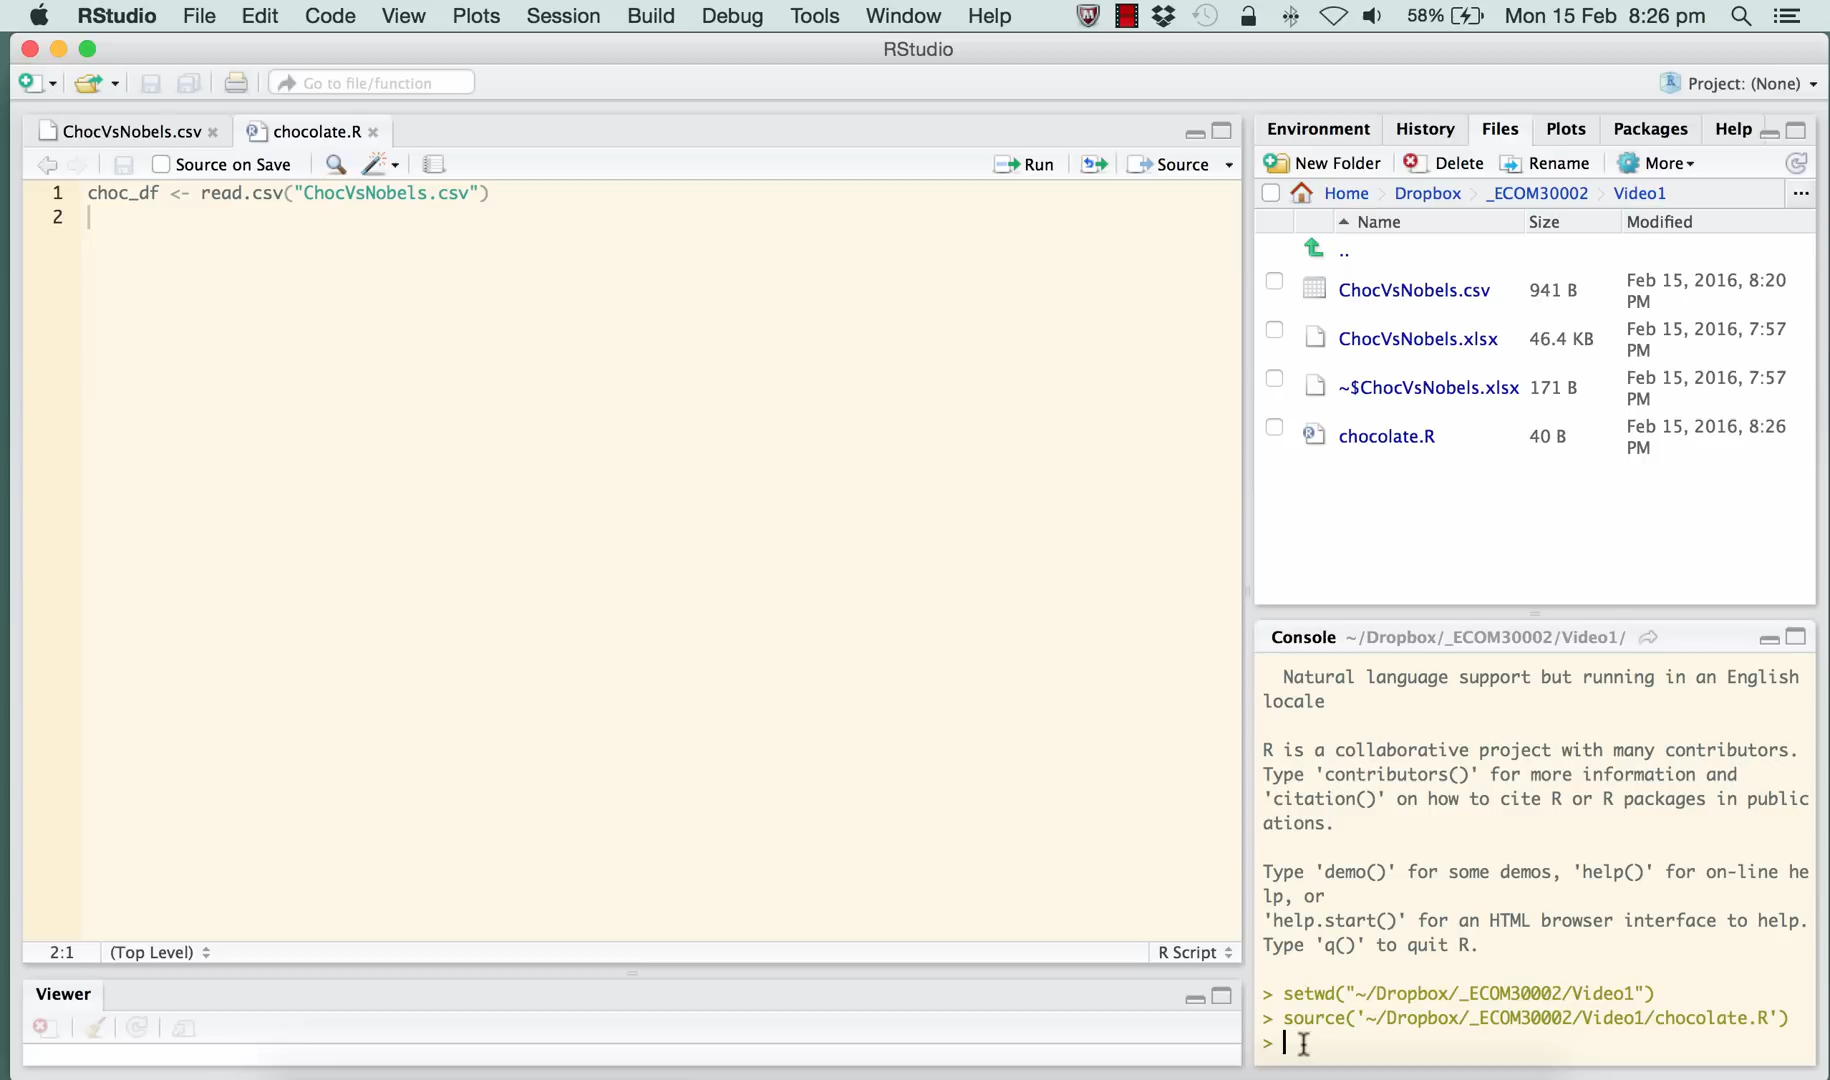 RStudio File Edit Code View Plots Session Build Debug Tools Window Help 58% Mon 15 Feb 8:26 pm
RStudio
Go to file/function Project: (None)
ChocVsNobels.csv chocolate.R
Source on Save Run Source
1 choc_df <- read.csv("ChocVsNobels.csv")
2
2:1 (Top Level) R Script
Viewer
Environment History Files Plots Packages Help
New Folder Delete Rename More
Home Dropbox _ECOM30002 Video1 ...
Name Size Modified
..
ChocVsNobels.csv 941 B Feb 15, 2016, 8:20
PM
ChocVsNobels.xlsx 46.4 KB Feb 15, 2016, 7:57
PM
~$ChocVsNobels.xlsx 171 B Feb 15, 2016, 7:57
PM
chocolate.R 40 B Feb 15, 2016, 8:26
PM
Console ~/Dropbox/_ECOM30002/Video1/
Natural language support but running in an English
locale
R is a collaborative project with many contributors.
Type 'contributors()' for more information and
'citation()' on how to cite R or R packages in public
ations.
Type 'demo()' for some demos, 'help()' for on-line he
lp, or
'help.start()' for an HTML browser interface to help.
Type 'q()' to quit R.
> setwd("~/Dropbox/_ECOM30002/Video1")
> source('~/Dropbox/_ECOM30002/Video1/chocolate.R')
>